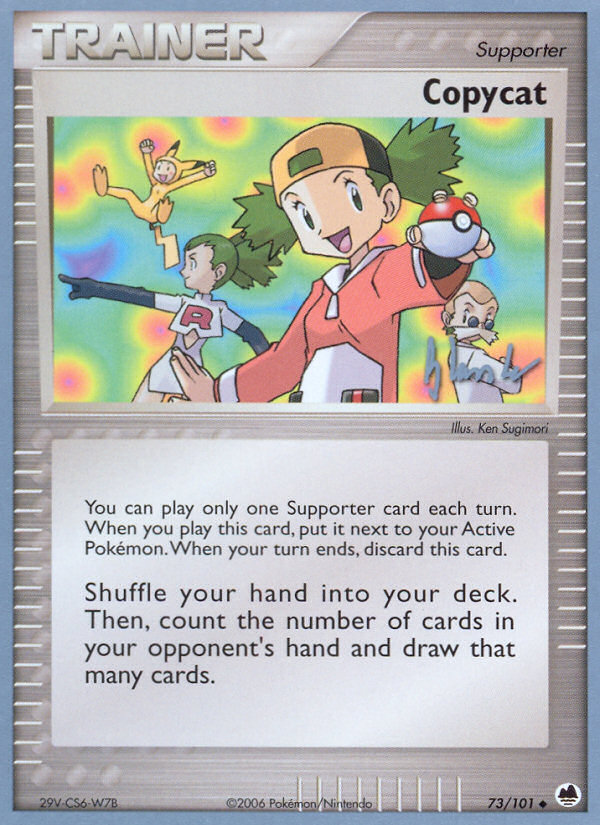 TRAINER
Supporter
Copycat
R
Illus. Ken Sugimori
You can play only one Supporter card each turn.
When you play this card, put it next to your Active
Pokémon. When your turn ends, discard this card.
Shuffle your hand into your deck.
Then, count the number of cards in
your opponent's hand and draw that
many cards.
29V-CS6-W7B
©2006 Pokémon/Nintendo
73/101